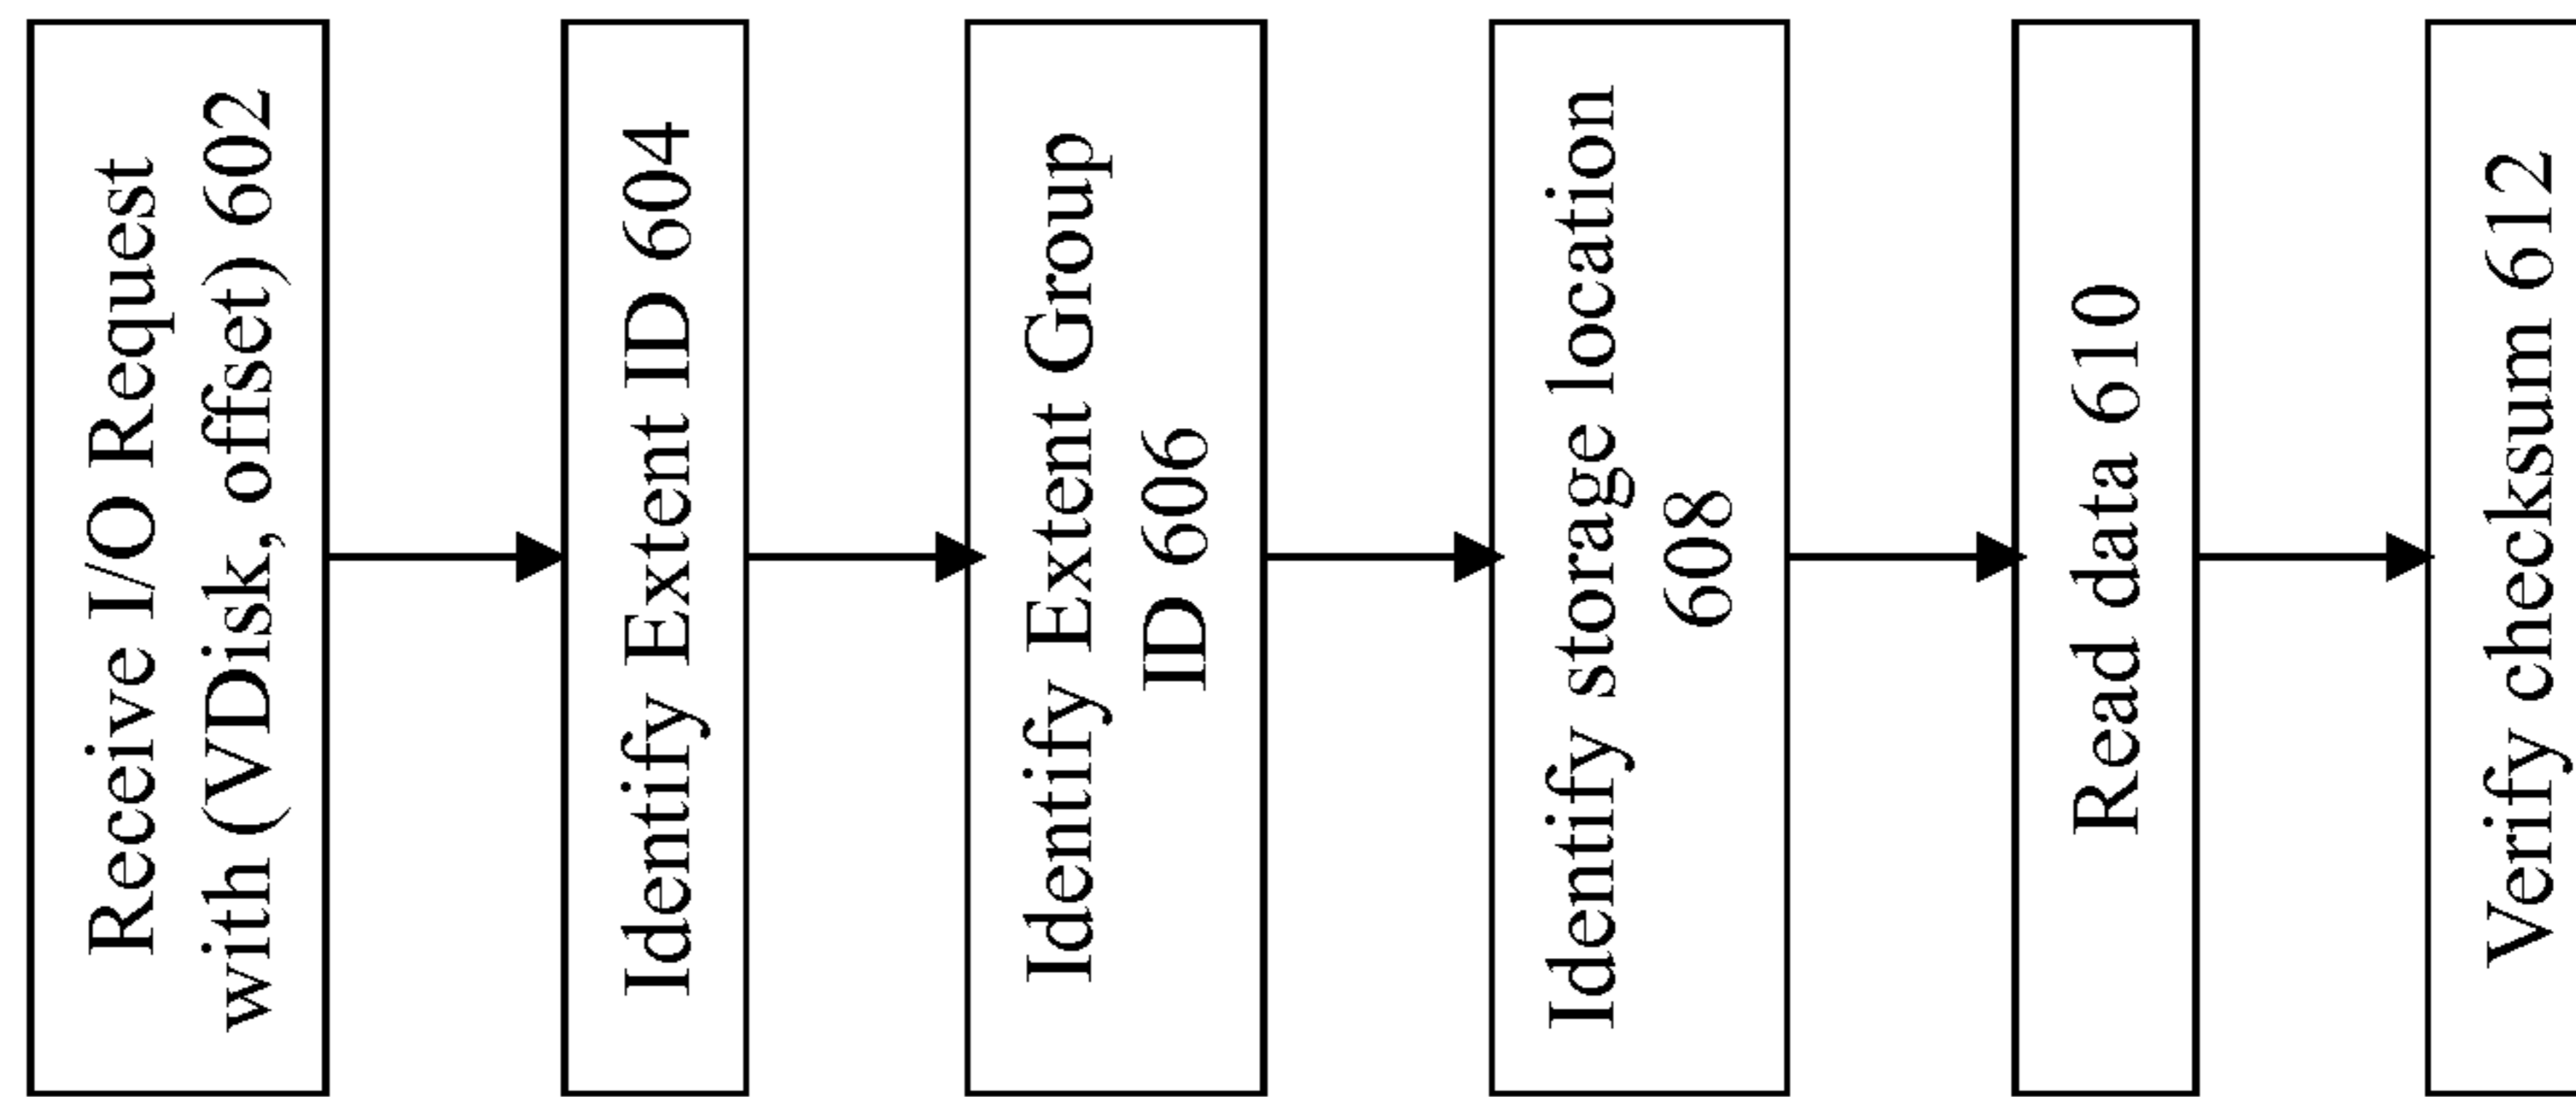 Receive I/O Request
with (VDisk, offset) 602
Identify Extent ID 604
Identify Extent Group
ID 606
Identify storage location
608
Read data 610
Verify checksum 612